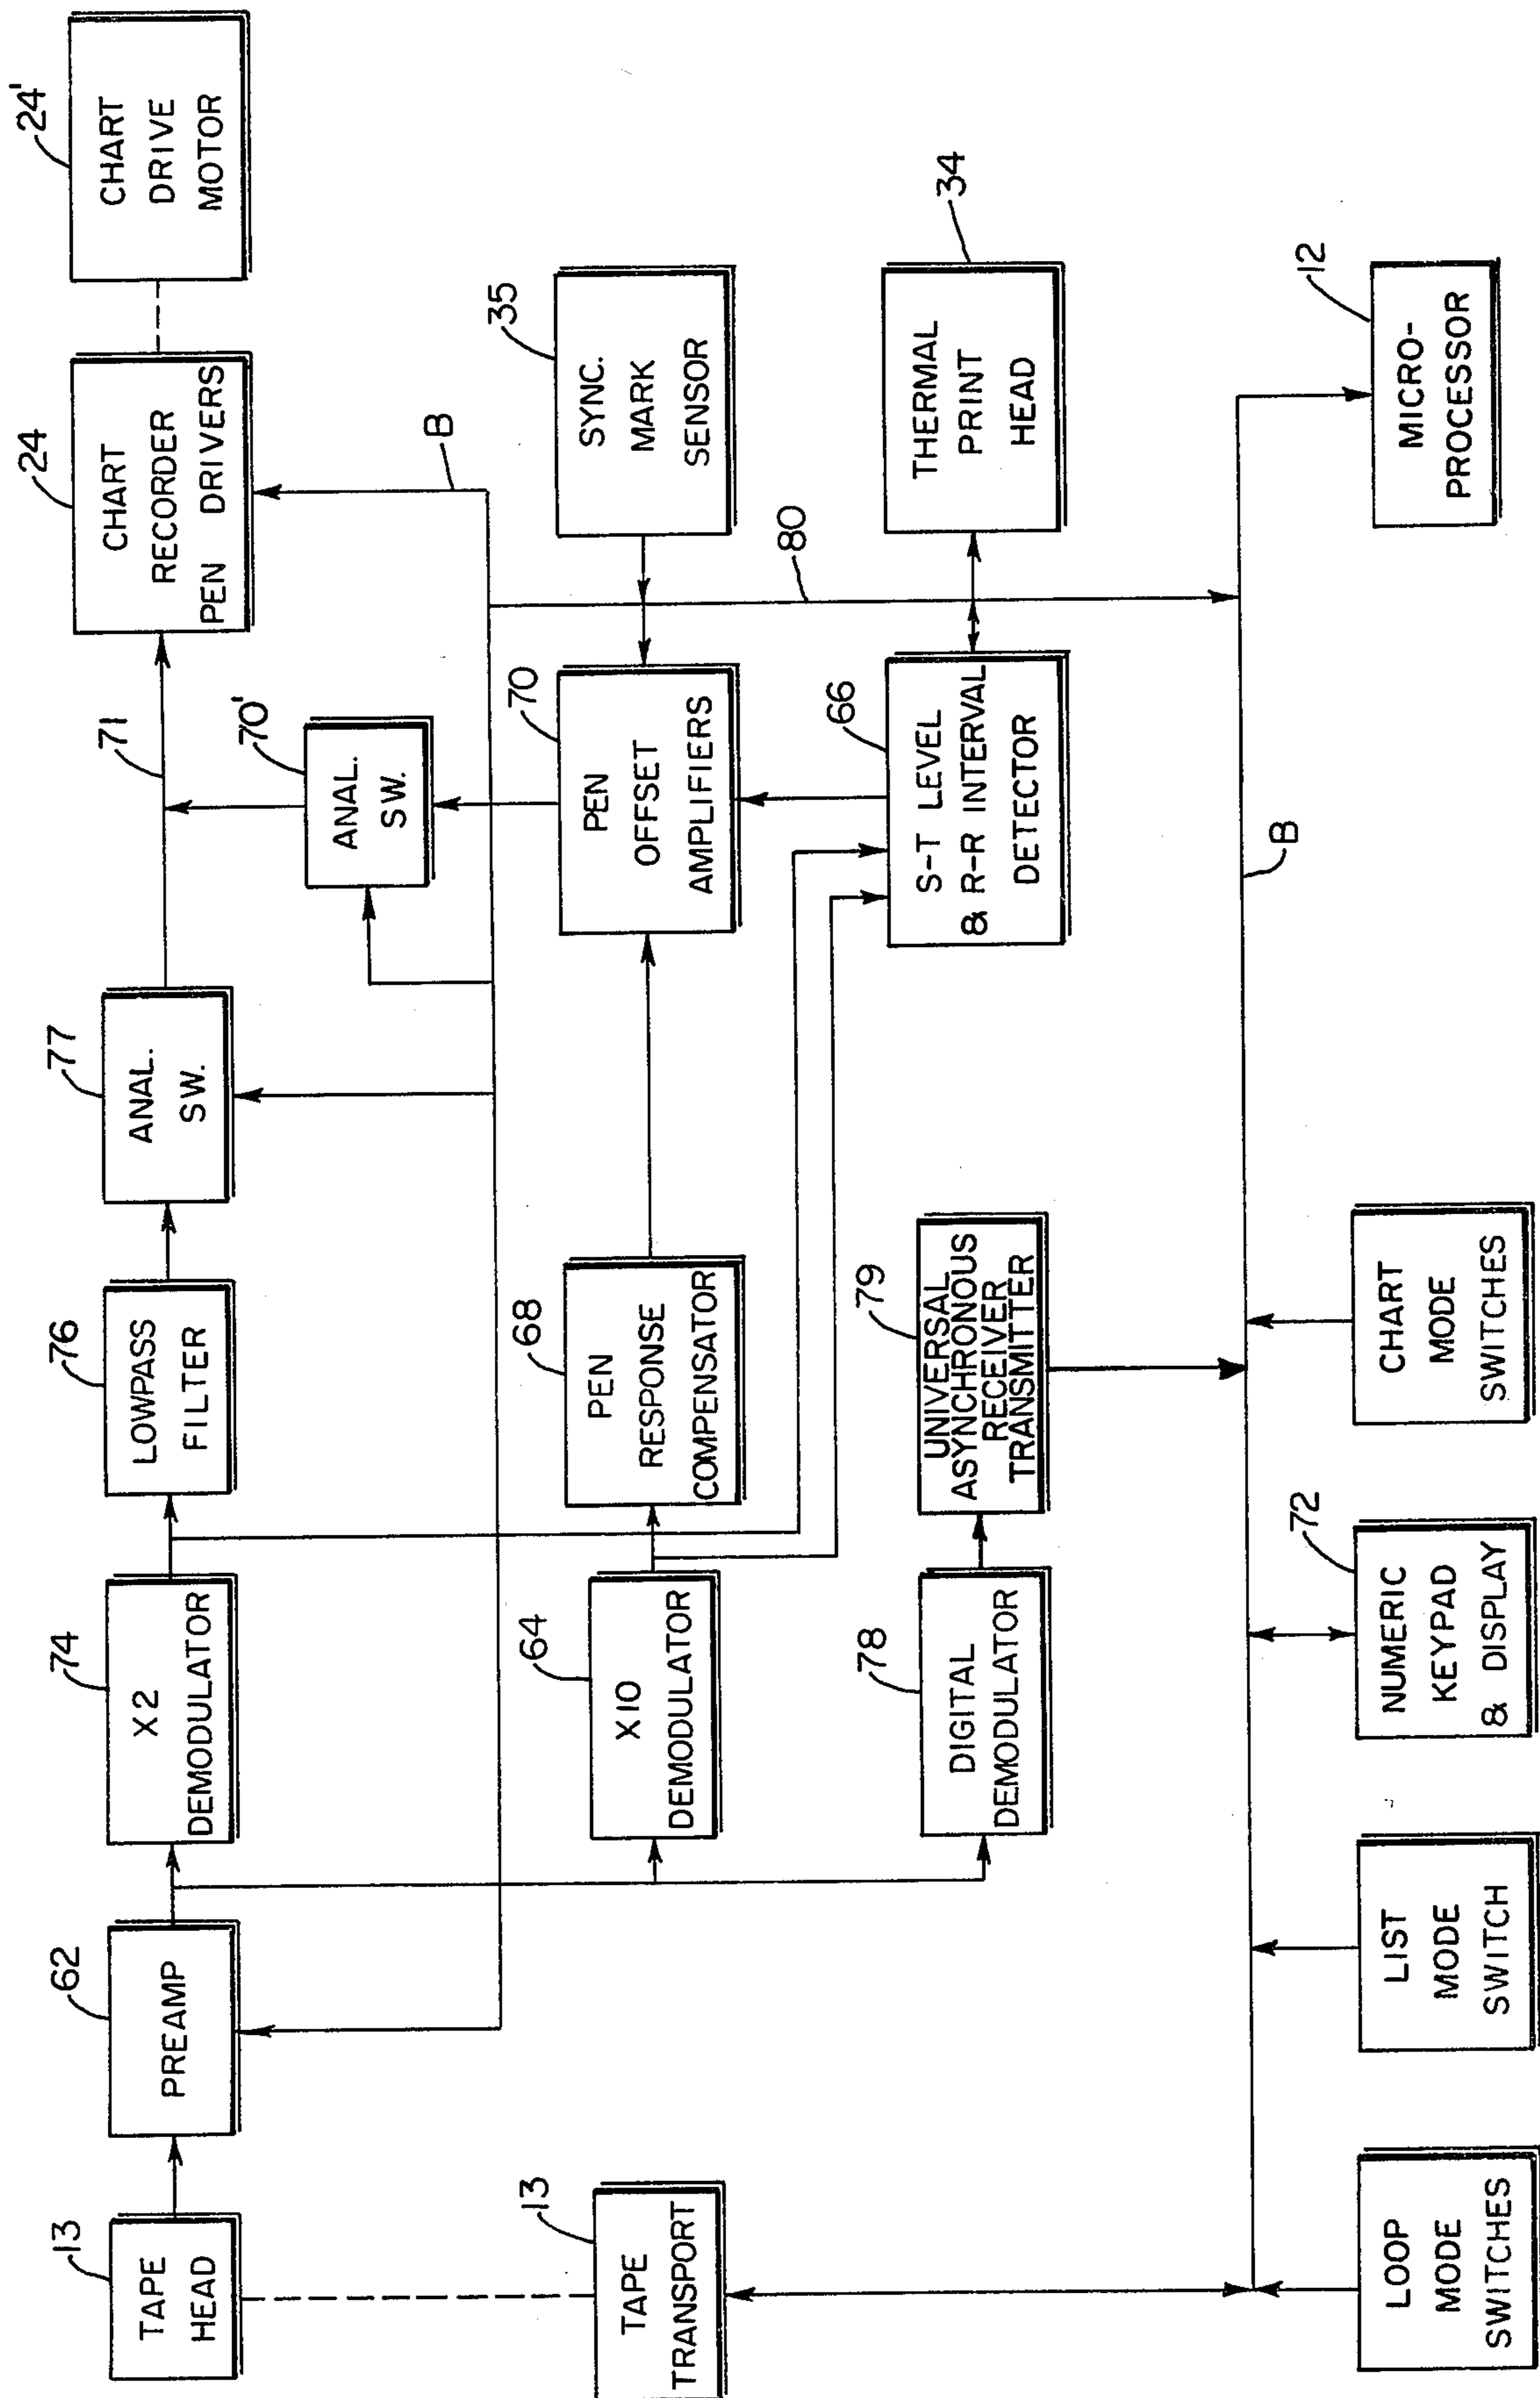 13
TAPE
HEAD
62
PREAMP
74
X2
DEMODULATOR
76
LOWPASS
FILTER
77
ANAL.
SW.
71
24
CHART
RECORDER
PEN DRIVERS
24'
CHART
DRIVE
MOTOR
70'
ANAL.
SW.
B
13
TAPE
TRANSPORT
64
X10
DEMODULATOR
68
PEN
RESPONSE
COMPENSATOR
70
PEN
OFFSET
AMPLIFIERS
35
SYNC.
MARK
SENSOR
80
78
DIGITAL
DEMODULATOR
79
UNIVERSAL
ASYNCHRONOUS
RECEIVER
TRANSMITTER
66
S-T LEVEL
& R-R INTERVAL
DETECTOR
34
THERMAL
PRINT
HEAD
B
LOOP
MODE
SWITCHES
LIST
MODE
SWITCH
72
NUMERIC
KEYPAD
& DISPLAY
CHART
MODE
SWITCHES
12
MICRO-
PROCESSOR